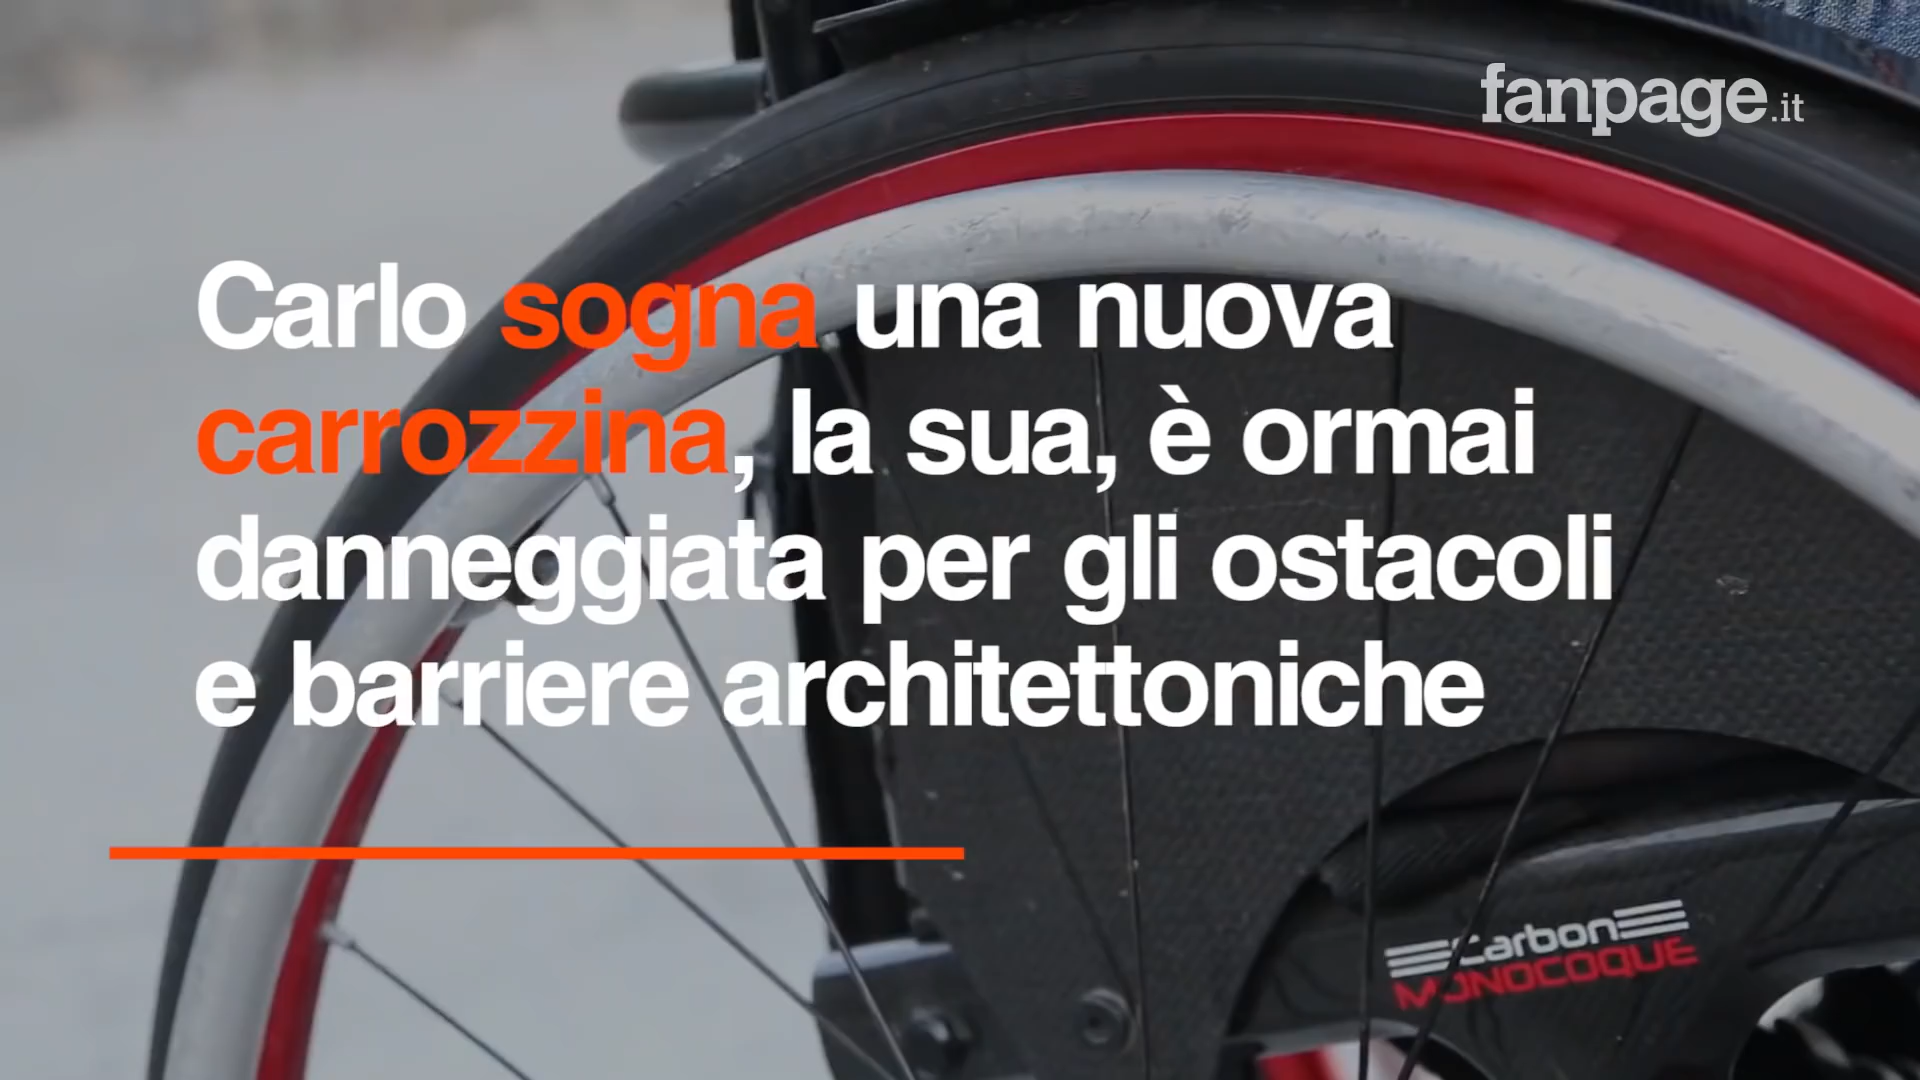 fanpage.it
Carlo sogna una nuova
carrozzina, la sua, è ormai
danneggiata per gli ostacoli
e barriere architettoniche
Carbon
MONOCOQUE